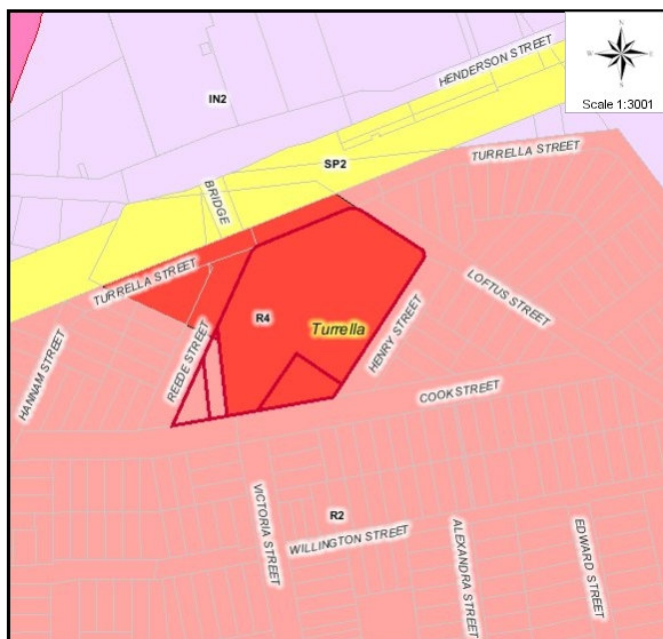 N
W E
S
Scale 1:3001
HENDERSON STREET
IN2
SP2
TURRELLA STREET
BRIDGE
TURRELLA STREET
LOFTUS STREET
R4
Turrella
HENRY STREET
REEDE STREET
HANNAM STREET
COOK STREET
VICTORIA STREET
R2
WILLINGTON STREET
ALEXANDRA STREET
EDWARD STREET